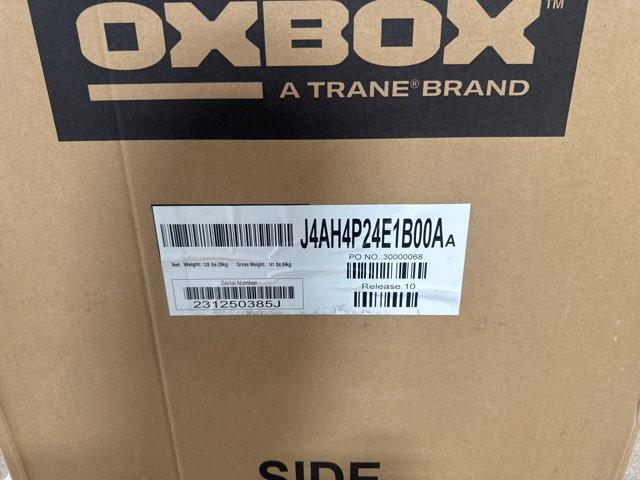 OXBOX™
A TRANE® BRAND
J4AH4P24E1B00AA
PO NO.:30000068
Net Weight: 128 lbs (58kg) Gross Weight: 141 lbs (64kg)
Release 10
Serial Number
231250385J
SIDE